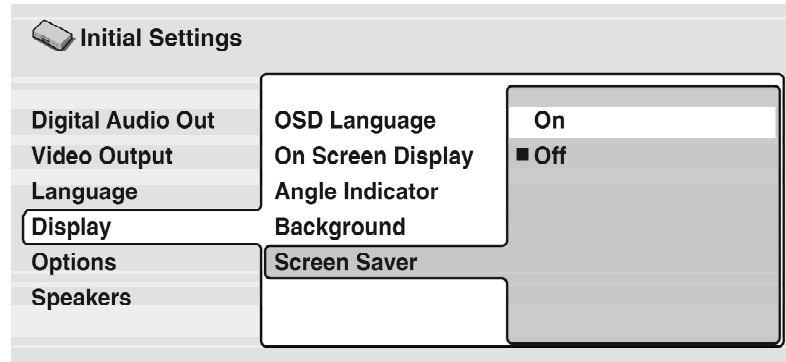 Initial Settings
Digital Audio Out
Video Output
Language
Display
Options
Speakers
OSD Language
On Screen Display
Angle Indicator
Background
Screen Saver
On
■ Off